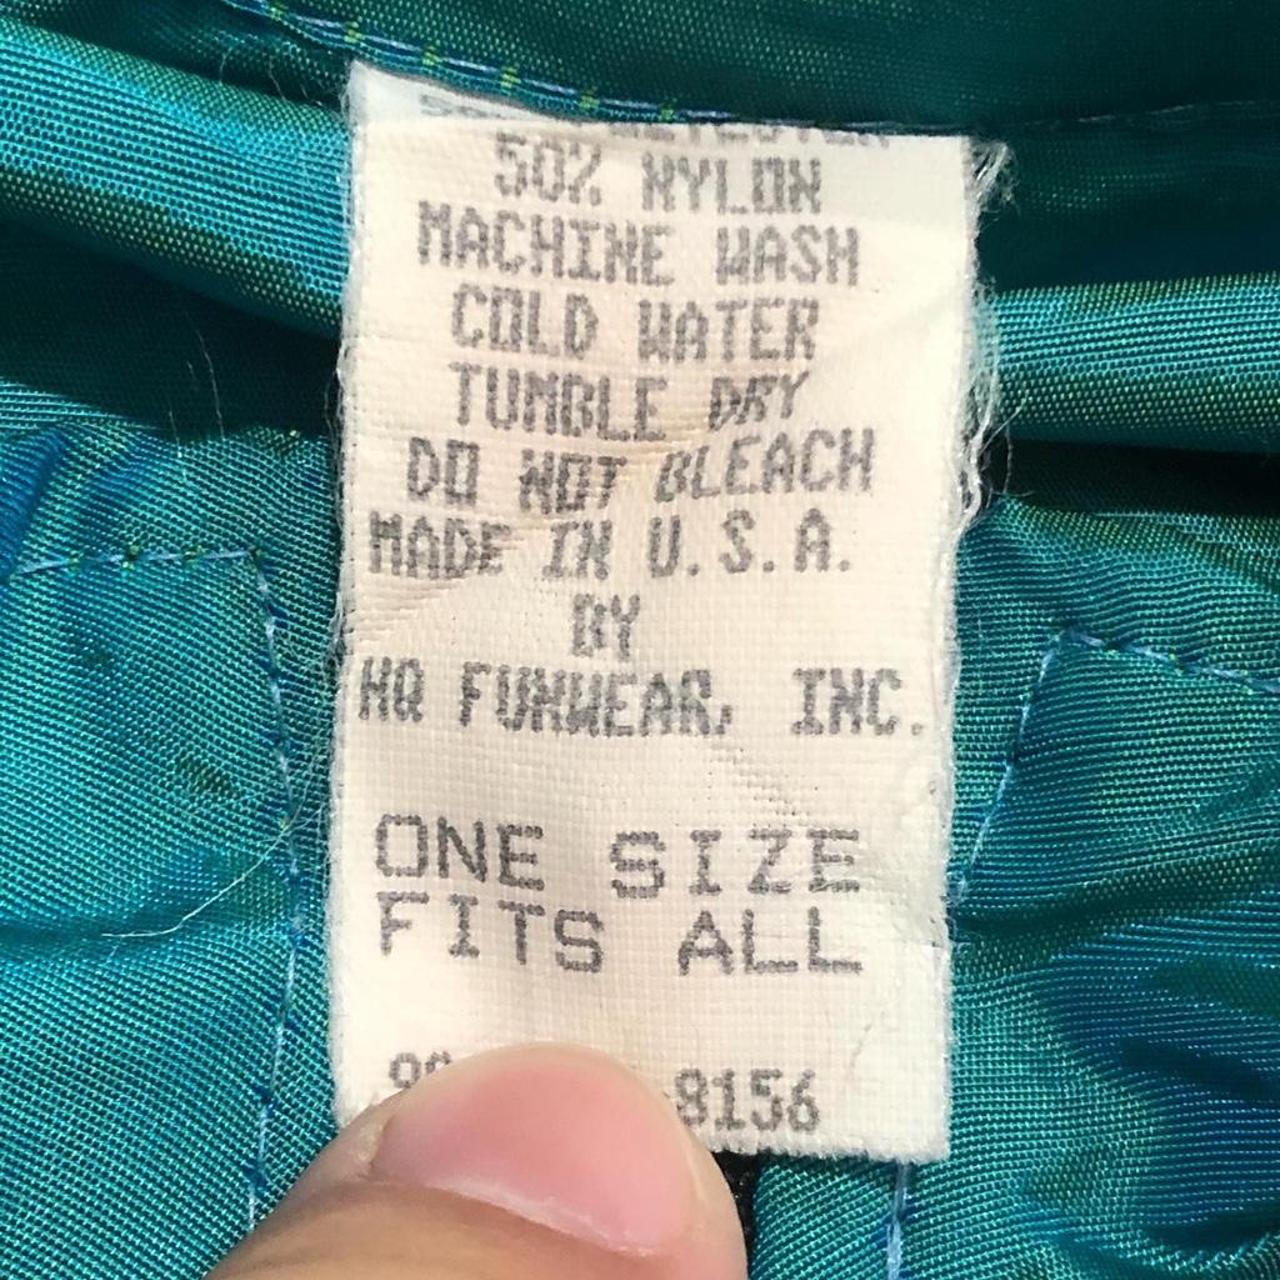 50% NYLON
MACHINE WASH
COLD WATER
TUMBLE DRY
DO NOT BLEACH
MADE IN U.S.A.
BY
HQ FUNWEAR, INC.
ONE SIZE
FITS ALL
8156